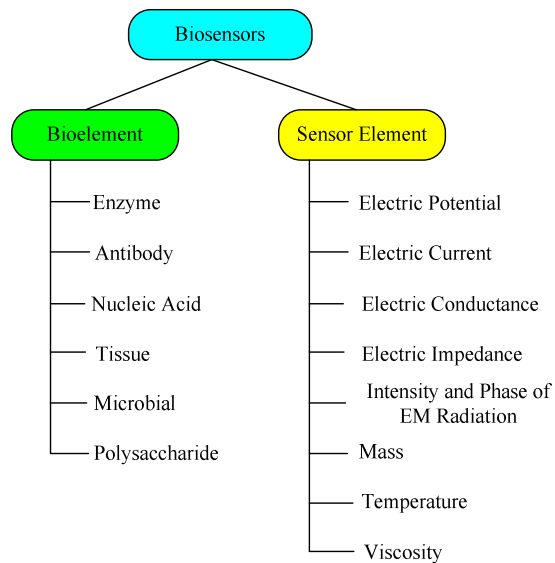 Biosensors
Bioelement
Enzyme
Antibody
Nucleic Acid
Tissue
Microbial
Polysaccharide
Sensor Element
Electric Potential
Electric Current
Electric Conductance
Electric Impedance
Intensity and Phase of
EM Radiation
Mass
Temperature
Viscosity